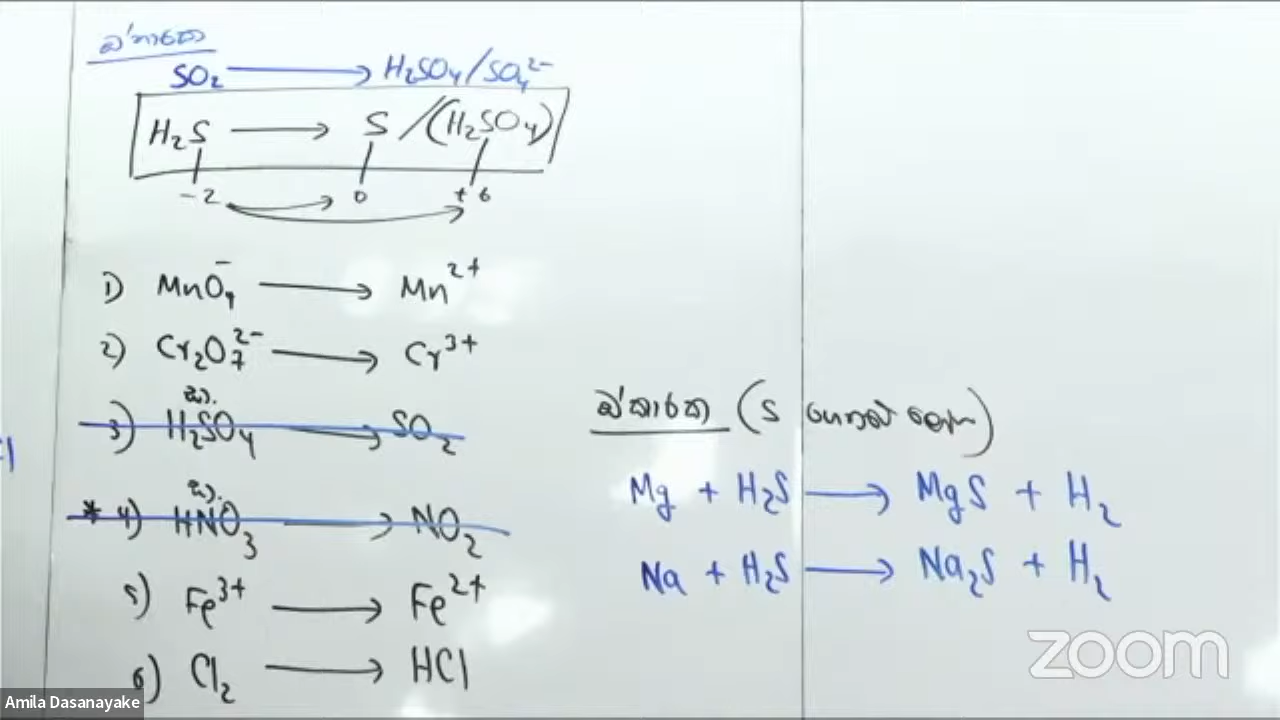 SO₂ ⟶ H₂SO₄/SO₄²⁻
H₂S ⟶ S /(H₂SO₄)
-2 0 +6
1) MnO₄⁻ ⟶ Mn²⁺
2) Cr₂O₇²⁻ ⟶ Cr³⁺
3) H₂SO₄ ⟶ SO₂
* 4) HNO₃ ⟶ NO₂
5) Fe³⁺ ⟶ Fe²⁺
6) Cl₂ ⟶ HCl
(S
Mg + H₂S ⟶ MgS + H₂
Na + H₂S ⟶ Na₂S + H₂
zoom
Amila Dasanayake